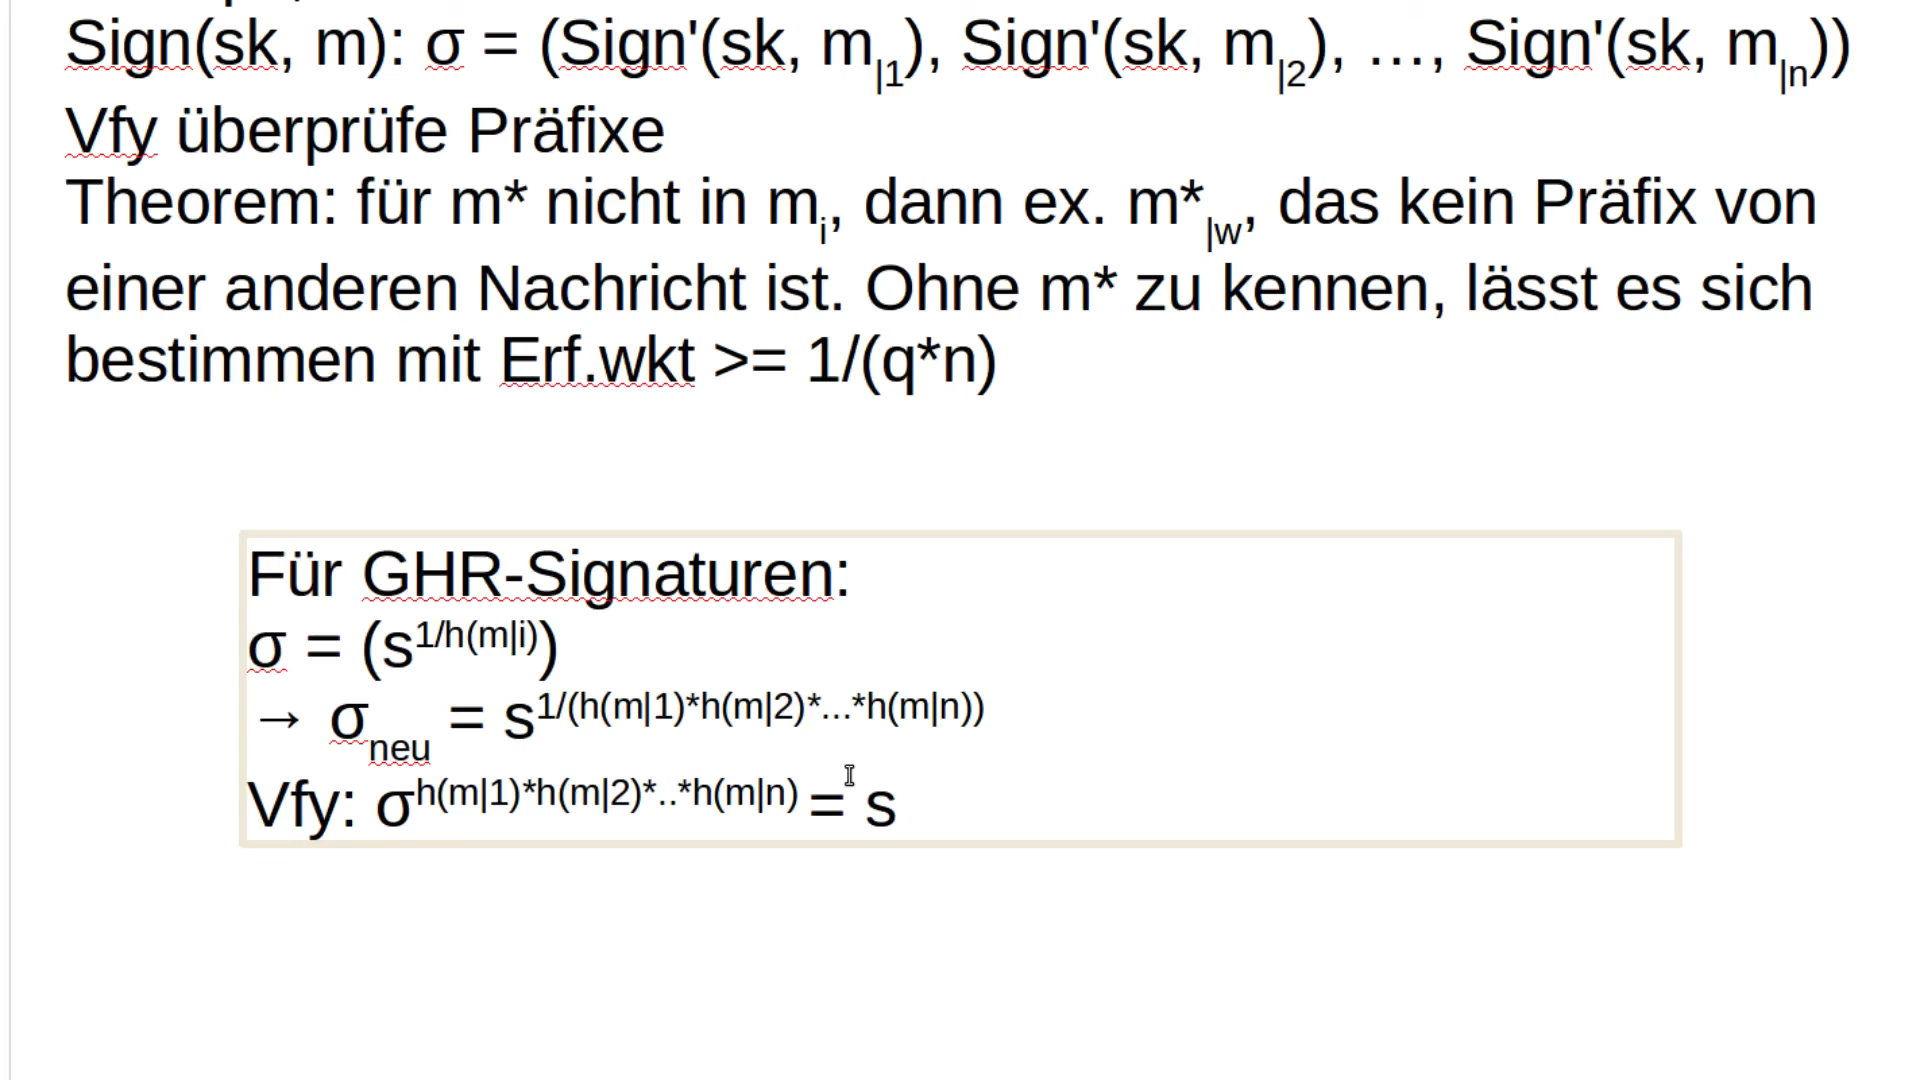 Sign(sk, m): σ = (Sign'(sk, m|1), Sign'(sk, m|2), …, Sign'(sk, m|n))
Vfy überprüfe Präfixe
Theorem: für m* nicht in mi, dann ex. m*|w, das kein Präfix von
einer anderen Nachricht ist. Ohne m* zu kennen, lässt es sich
bestimmen mit Erf.wkt >= 1/(q*n)
Für GHR-Signaturen:
σ = (s1/h(m|i))
→ σneu = s1/(h(m|1)*h(m|2)*...*h(m|n))
Vfy: σh(m|1)*h(m|2)*..*h(m|n) = s